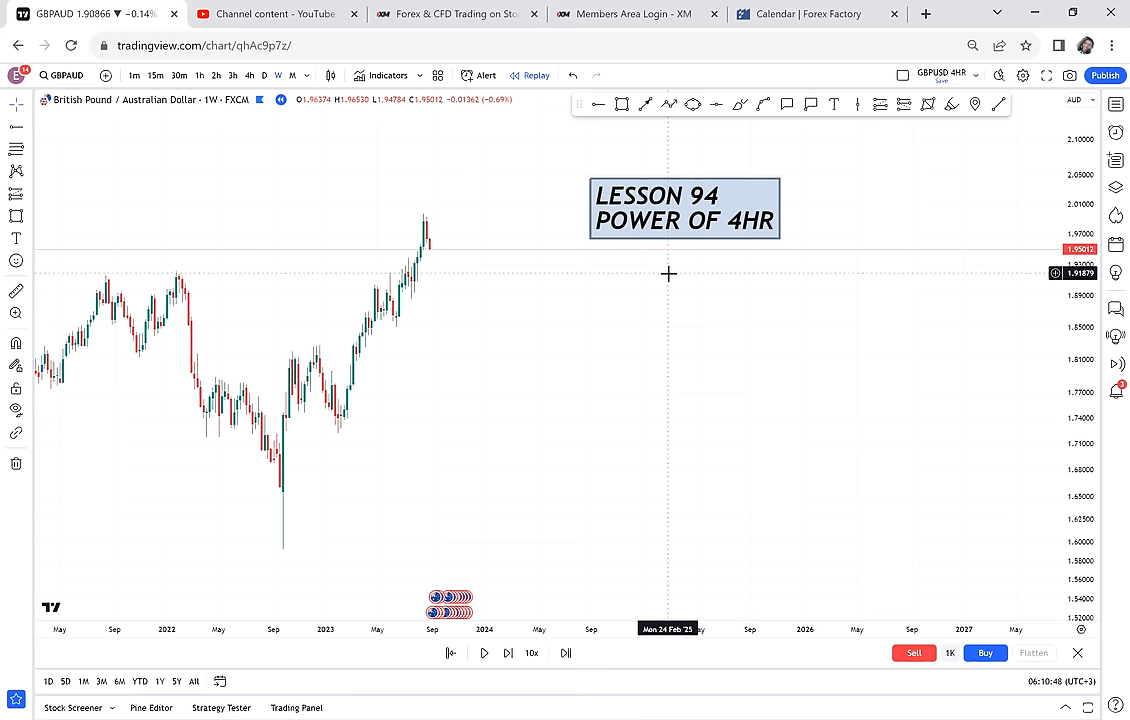 GBPAUD 1.90866 ▼ −0.14%
Channel content - YouTube
Forex & CFD Trading on Sto
Members Area Login - XM
Calendar | Forex Factory
tradingview.com/chart/qhAc9p7z/
E 14 GBPAUD 1m 15m 30m 1h 2h 3h 4h D W M Indicators Alert Replay GBPUSD 4HR Save Publish
British Pound / Australian Dollar · 1W · FXCM O1.96374 H1.96530 L1.94784 C1.95012 −0.01362 (−0.69%) AUD
2.10000
2.05000
LESSON 94
POWER OF 4HR
2.01000
1.97000
1.95012
1.93000
1.91879
1.89000
1.85000
1.81000
1.77000
1.74000
1.71000
1.68000
1.65000
1.62500
1.60000
1.58000
1.56000
1.54000
1.52000
3
May Sep 2022 May Sep 2023 May Sep 2024 May Sep Mon 24 Feb '25 Sep 2026 May Sep 2027 May
10x Sell 1K Buy Flatten
1D 5D 1M 3M 6M YTD 1Y 5Y All 06:10:48 (UTC+3)
Stock Screener Pine Editor Strategy Tester Trading Panel